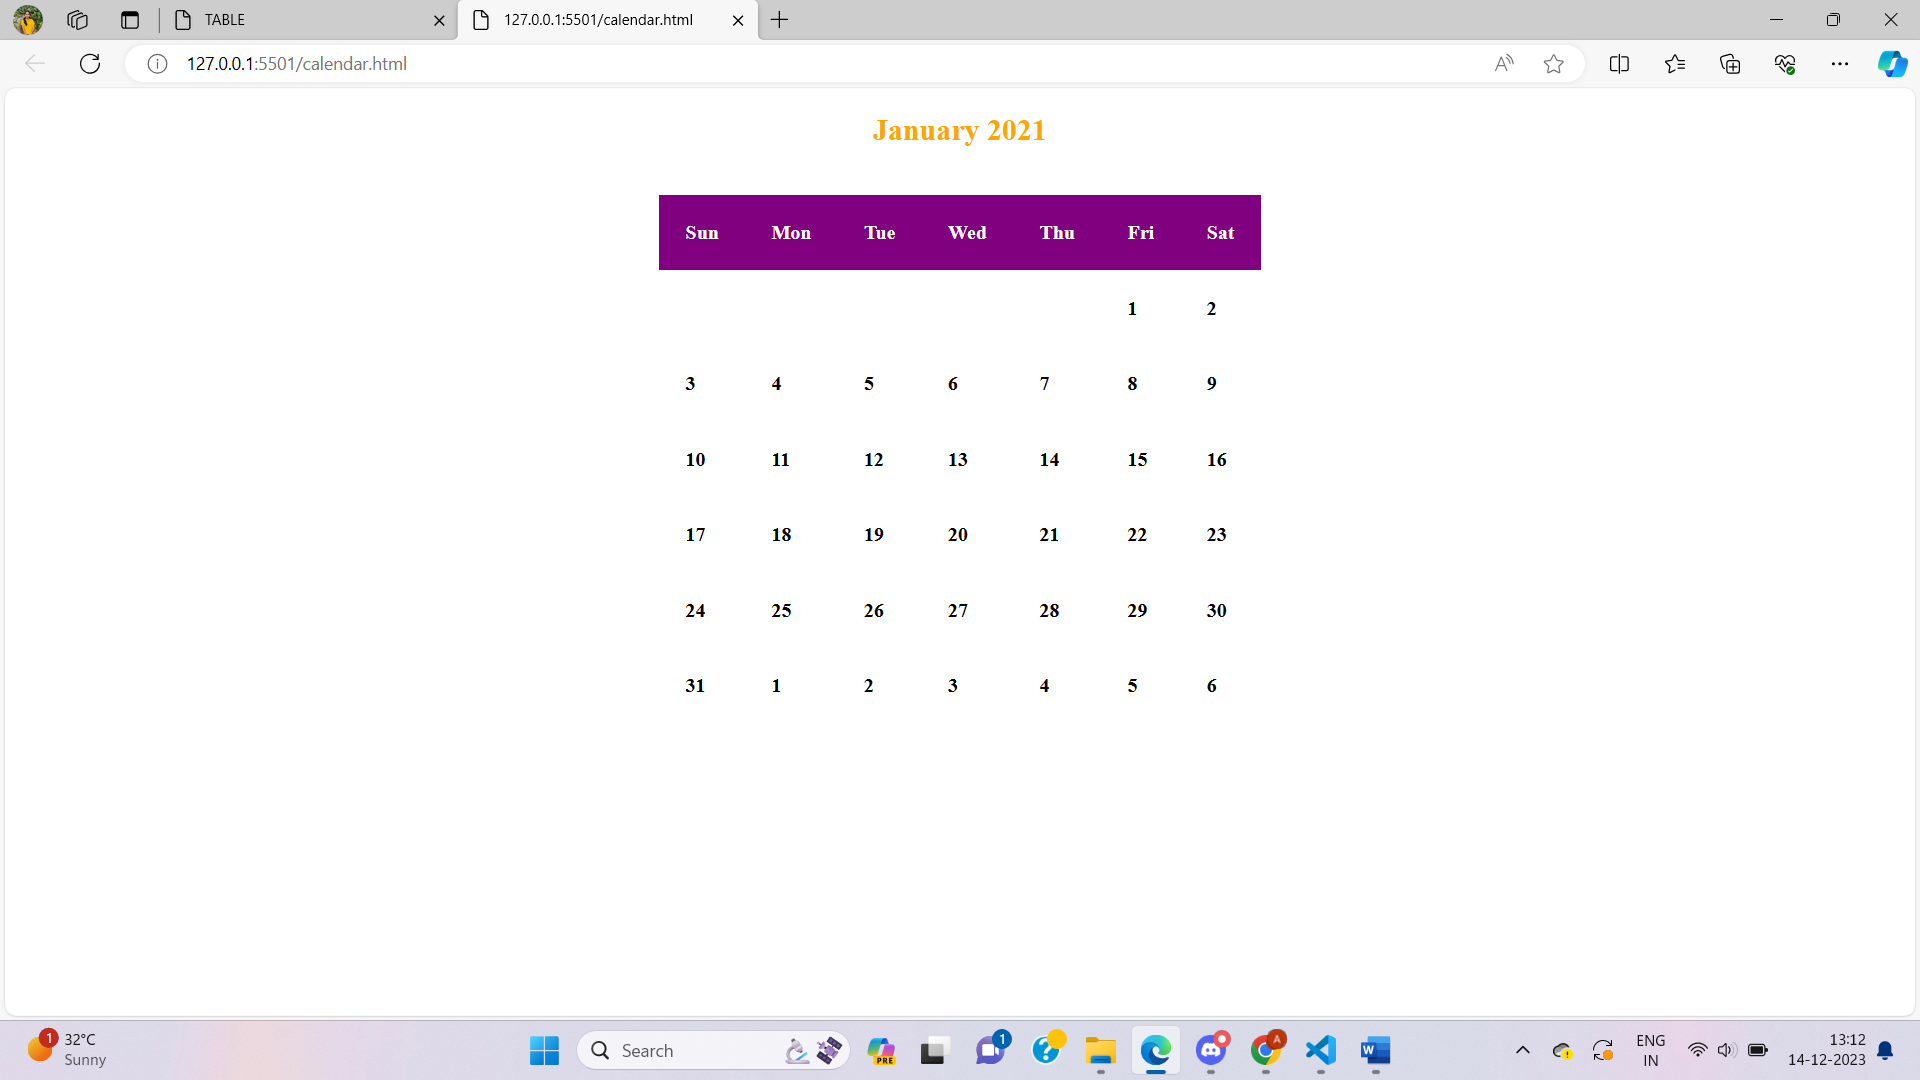 TABLE
127.0.0.1:5501/calendar.html
127.0.0.1:5501/calendar.html
January 2021
Sun Mon Tue Wed Thu Fri Sat
1 2
3 4 5 6 7 8 9
10 11 12 13 14 15 16
17 18 19 20 21 22 23
24 25 26 27 28 29 30
31 1 2 3 4 5 6
1
32°C
Sunny
Search
PRE
1
A
W
ENG
IN
13:12
14-12-2023